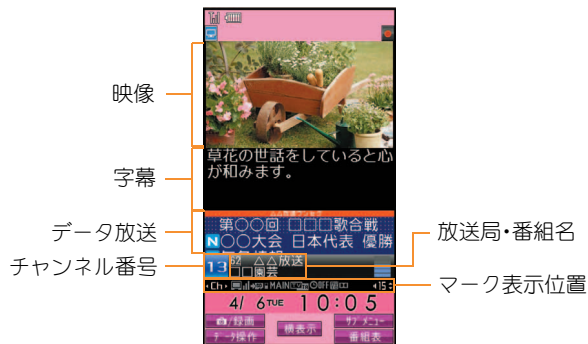 映像
草花の世話をしていると心
が和みます。
字幕
第○○回 □□□歌合戦
データ放送
N○○大会 日本代表 優勝
放送局・番組名
チャンネル番号
13
62 △△放送
□□園芸
マーク表示位置
Ch MAIN OFF 15
4/ 6 TUE 10:05
/録画
サブメニュー
横表示
データ操作
番組表